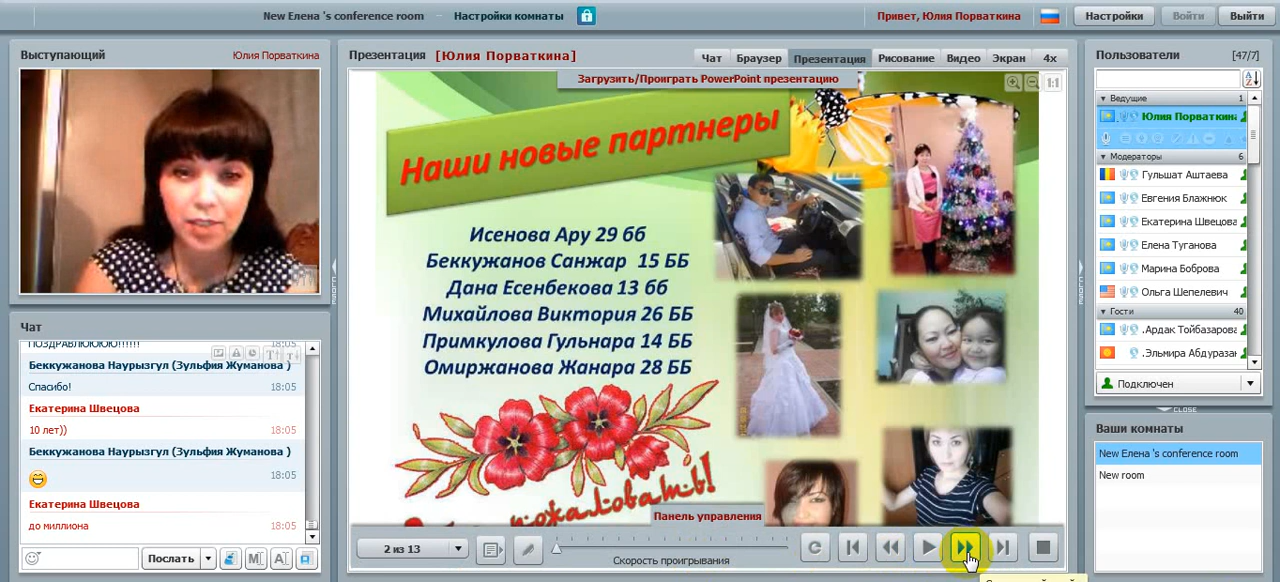 New Елена 's conference room
Настройки комнаты
Привет, Юлия Порваткина
Настройки
Войти
Выйти
Выступающий
Юлия Порваткина
Чат
18:05
Беккужанова Наурызгул (Зульфия Жуманова )
Спасибо!
18:05
Екатерина Швецова
10 лет))
18:05
Беккужанова Наурызгул (Зульфия Жуманова )
18:05
Екатерина Швецова
до миллиона
18:05
Послать
Презентация [Юлия Порваткина]
Чат
Браузер
Презентация
Рисование
Видео
Экран
4x
Загрузить/Проиграть PowerPoint презентацию
1:1
Наши новые партнеры
Исенова Ару 29 бб
Беккужанов Санжар 15 ББ
Дана Есенбекова 13 бб
Михайлова Виктория 26 ББ
Примкулова Гульнара 14 ББ
Омиржанова Жанара 28 ББ
Панель управления
2 из 13
Скорость проигрывания
Пользователи
[47/7]
Ведущие 1
Юлия Порваткина
Модераторы 6
Гульшат Аштаева
Евгения Блажнюк
Екатерина Швецова
Елена Туганова
Марина Боброва
Ольга Шепелевич
Гости 40
.Ардак Тойбазарова
.Эльмира Абдуразак
Подключен
CLOSE
Ваши комнаты
New Елена 's conference room
New room